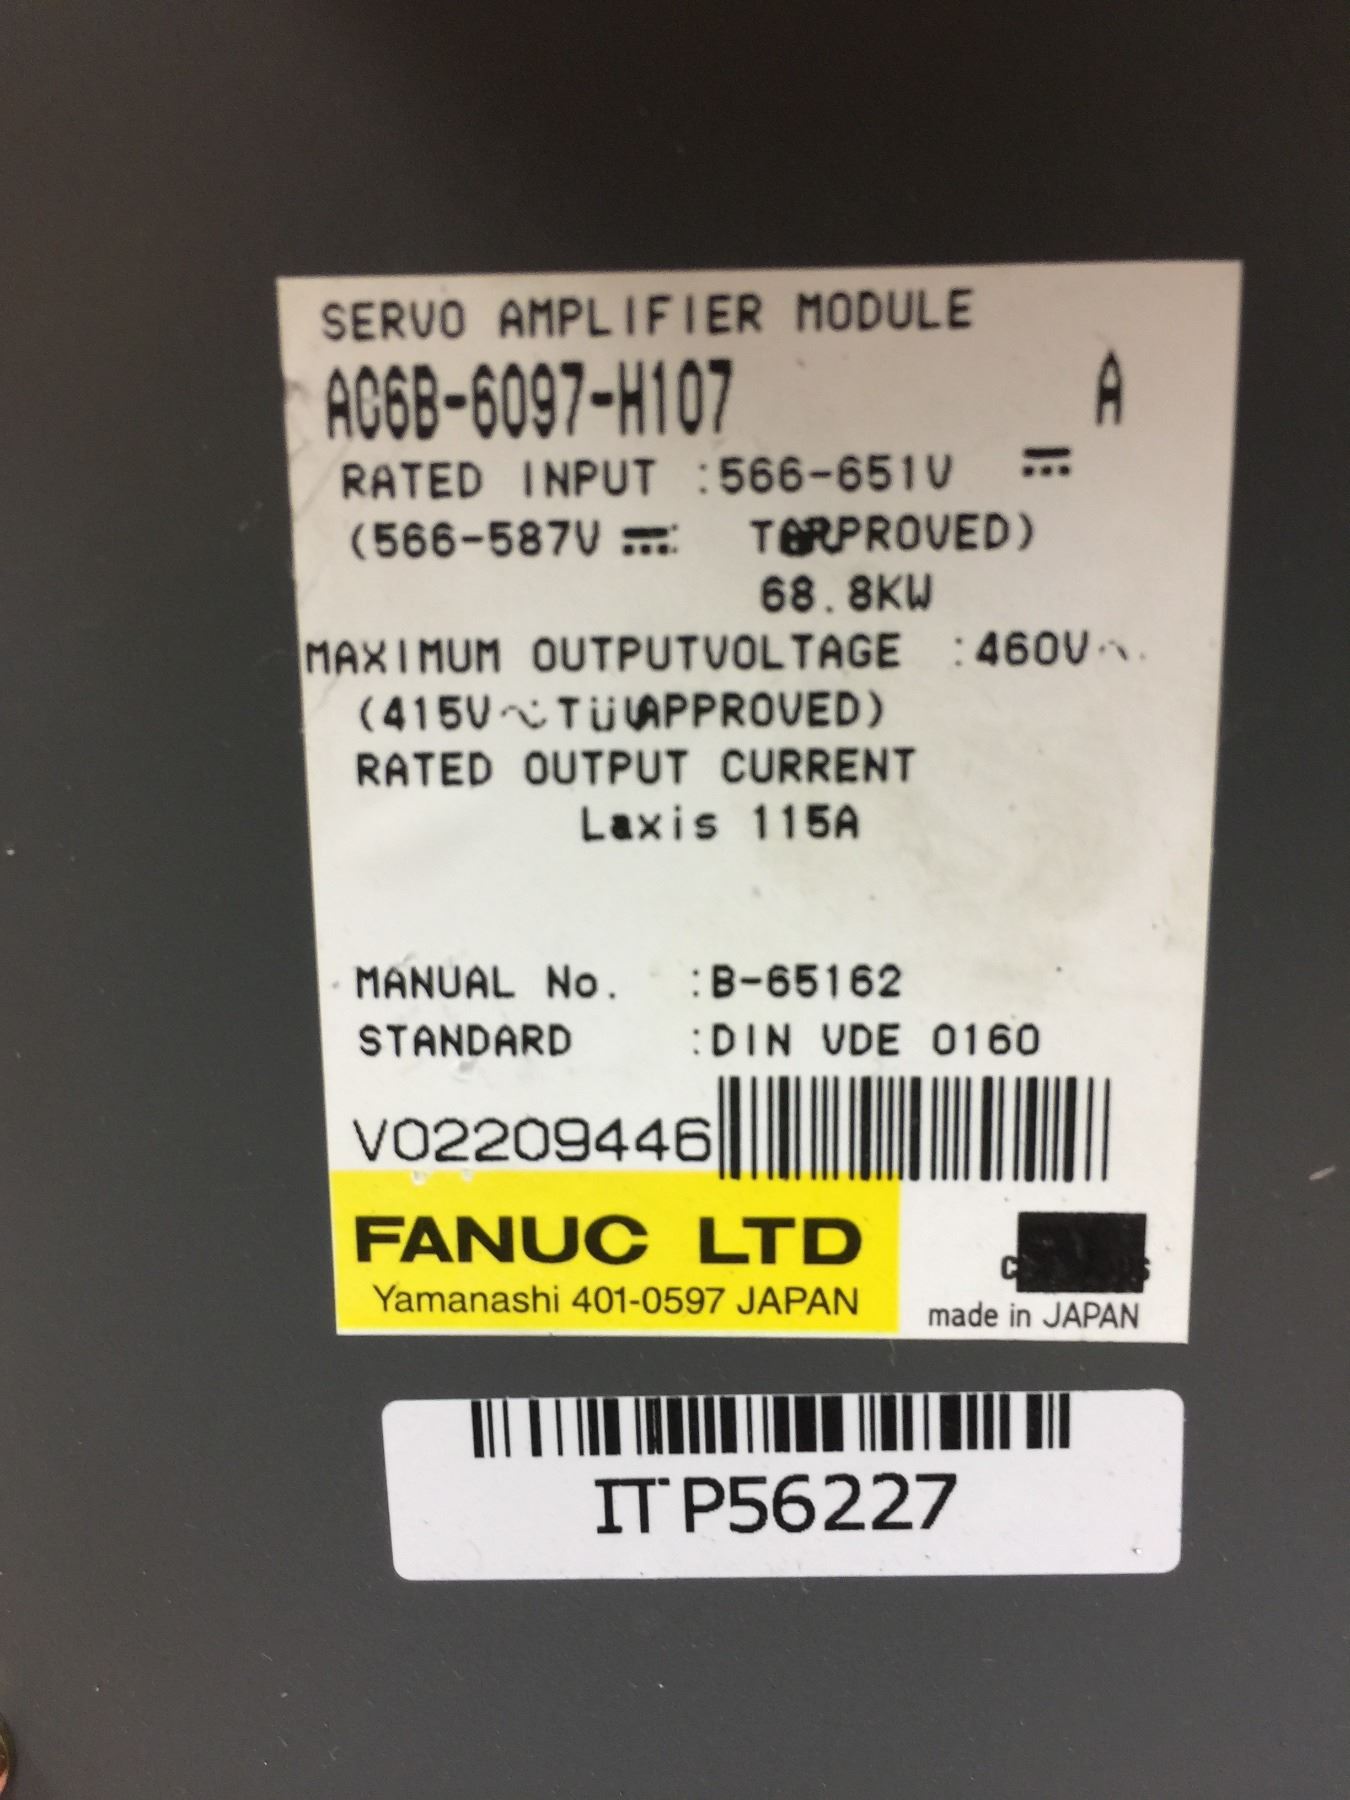 SERVO AMPLIFIER MODULE
A06B-6097-H107 A
RATED INPUT :566-651V ⎓
(566-587V ⎓ PROVED)
68.8KW
MAXIMUM OUTPUTVOLTAGE :460V~
(415V~TüVAPPROVED)
RATED OUTPUT CURRENT
Laxis 115A
MANUAL No. :B-65162
STANDARD :DIN VDE 0160
V02209446
FANUC LTD
Yamanashi 401-0597 JAPAN
made in JAPAN
ITP56227